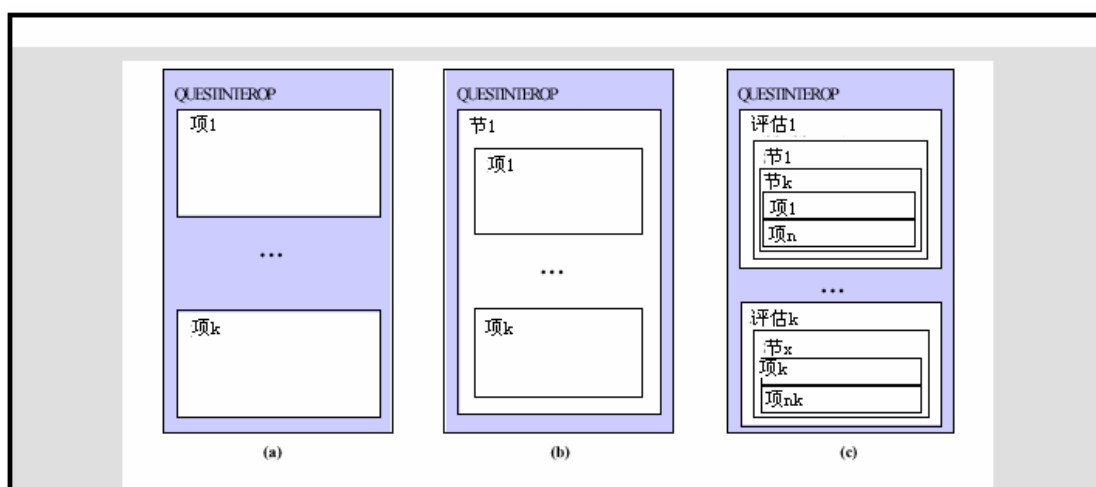 QUESTINTEROP
项1
...
项k
(a)
QUESTINTEROP
节1
项1
...
项k
(b)
QUESTINTEROP
评估1
节1
节k
项1
项n
...
评估k
节x
项k
项nk
(c)